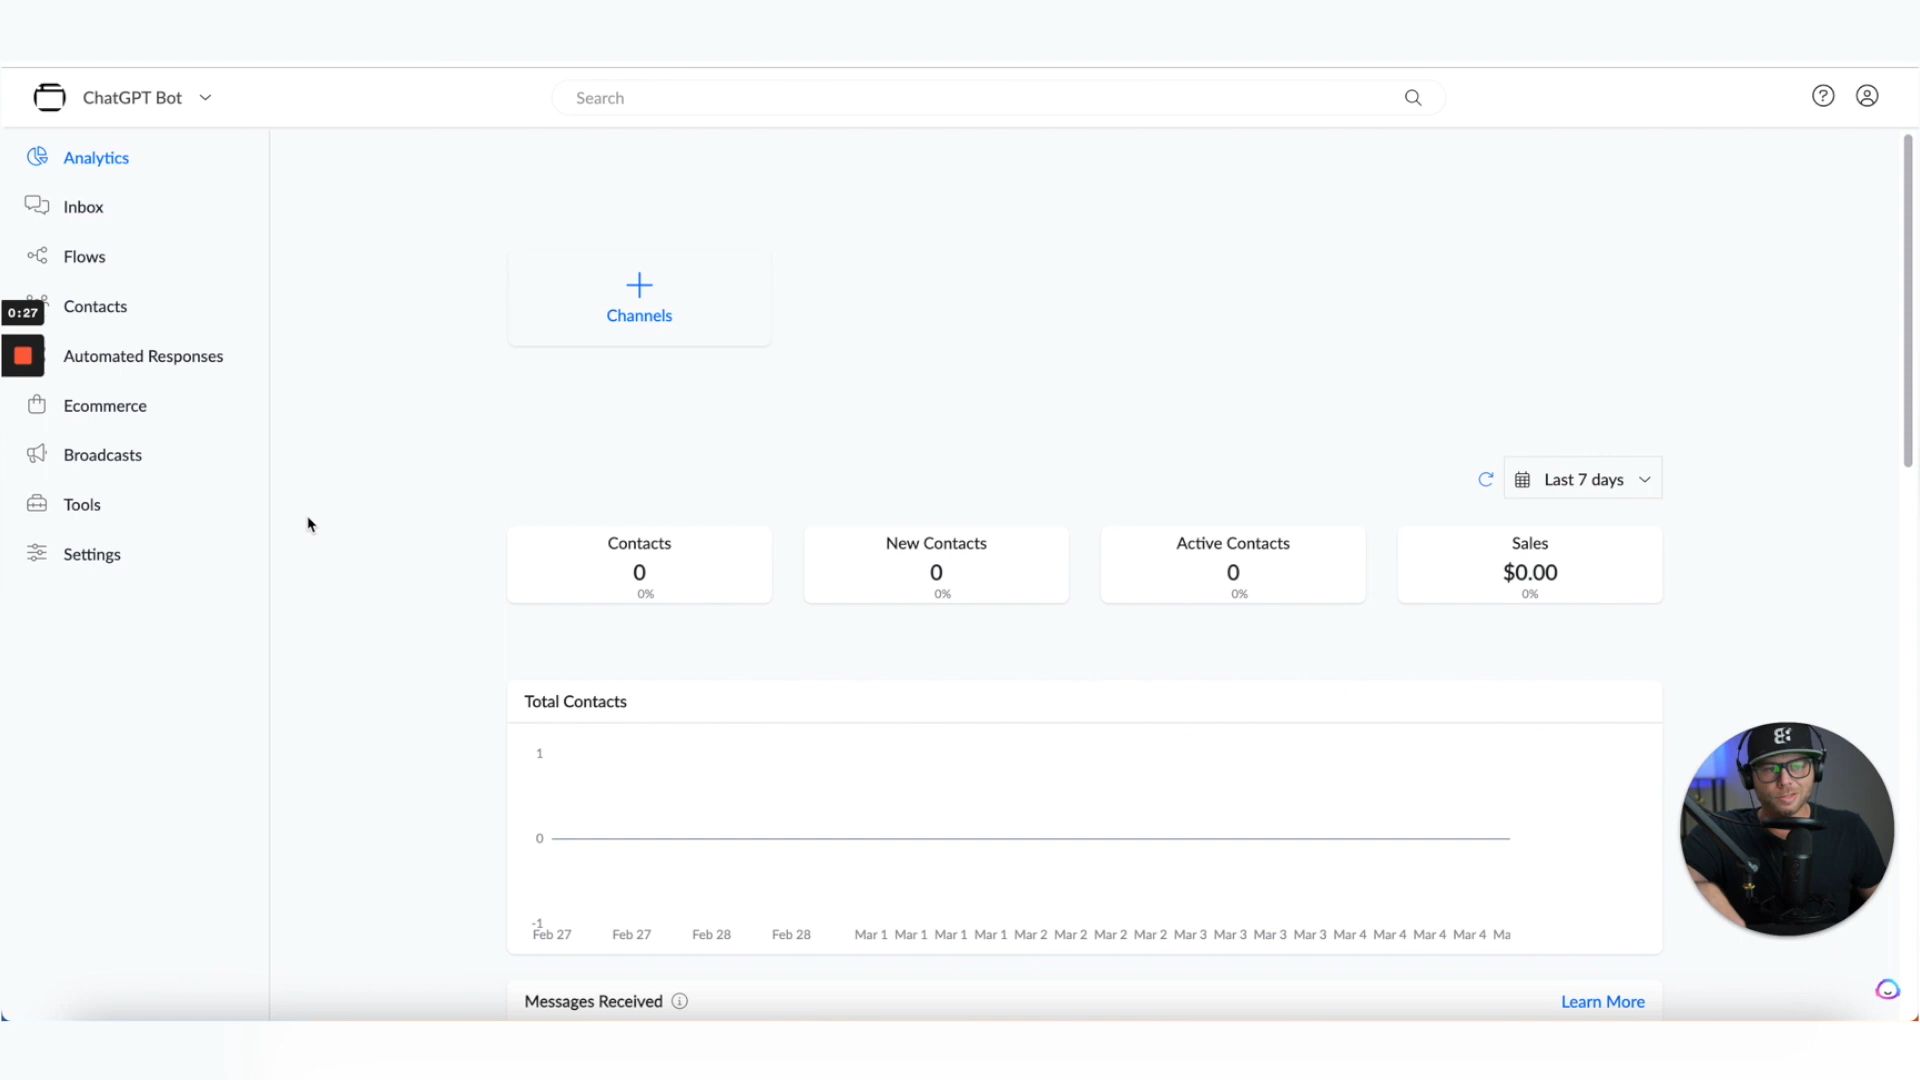 ChatGPT Bot
Search
Analytics
Inbox
Flows
Contacts
0:27
Automated Responses
Ecommerce
Broadcasts
Tools
Settings
Channels
Last 7 days
Contacts
0
0%
New Contacts
0
0%
Active Contacts
0
0%
Sales
$0.00
0%
Total Contacts
1
0
-1
Feb 27 Feb 27 Feb 28 Feb 28 Mar 1 Mar 1 Mar 1 Mar 1 Mar 2 Mar 2 Mar 2 Mar 2 Mar 3 Mar 3 Mar 3 Mar 3 Mar 4 Mar 4 Mar 4 Mar 4 Ma
Messages Received
Learn More